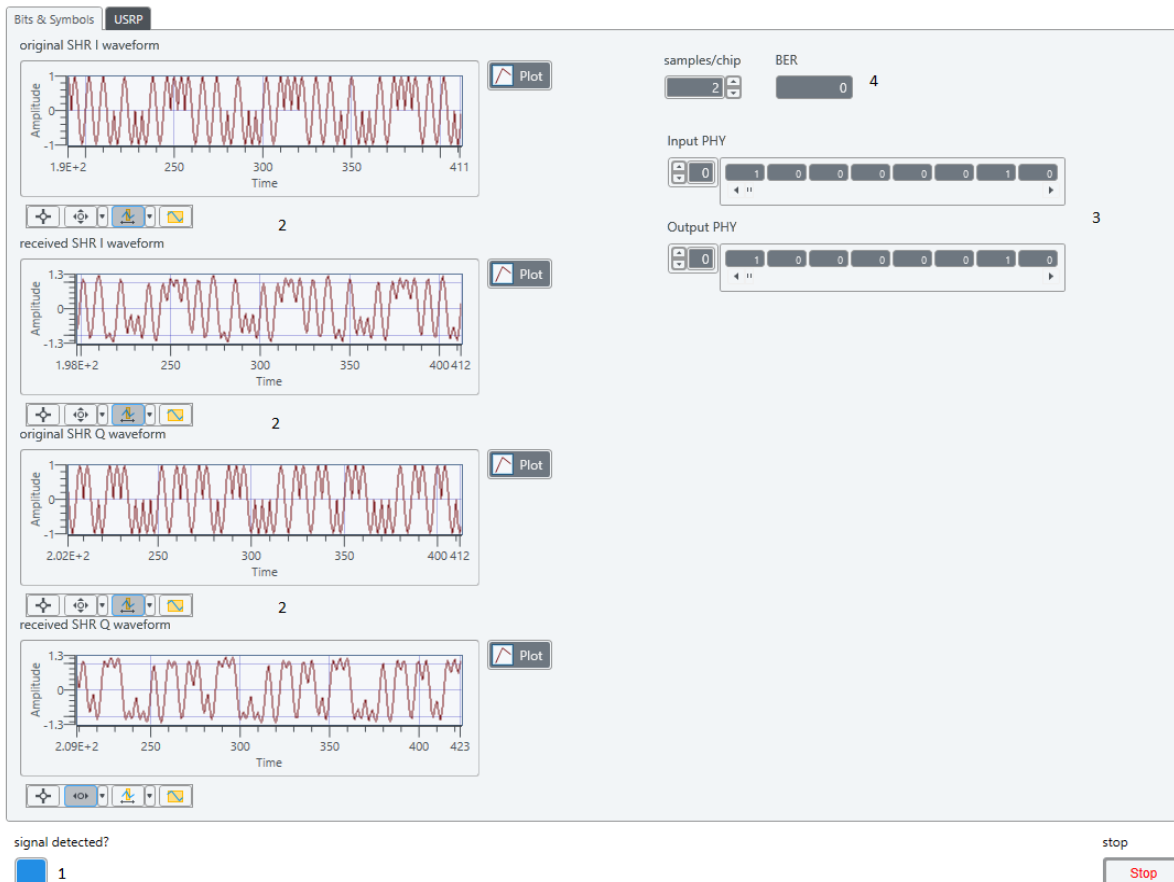 Bits & Symbols USRP
original SHR I waveform
Plot
Amplitude
1
0
-1
1.9E+2 250 300 350 411
Time
2
received SHR I waveform
Plot
Amplitude
1.3
0
-1.3
1.98E+2 250 300 350 400 412
Time
2
original SHR Q waveform
Plot
Amplitude
1
0
-1
2.02E+2 250 300 350 400 412
Time
2
received SHR Q waveform
Plot
Amplitude
1.3
0
-1.3
2.09E+2 250 300 350 400 423
Time
samples/chip BER
2 0 4
Input PHY
0 1 0 0 0 0 0 1 0
3
Output PHY
0 1 0 0 0 0 0 1 0
signal detected?
1
stop
Stop